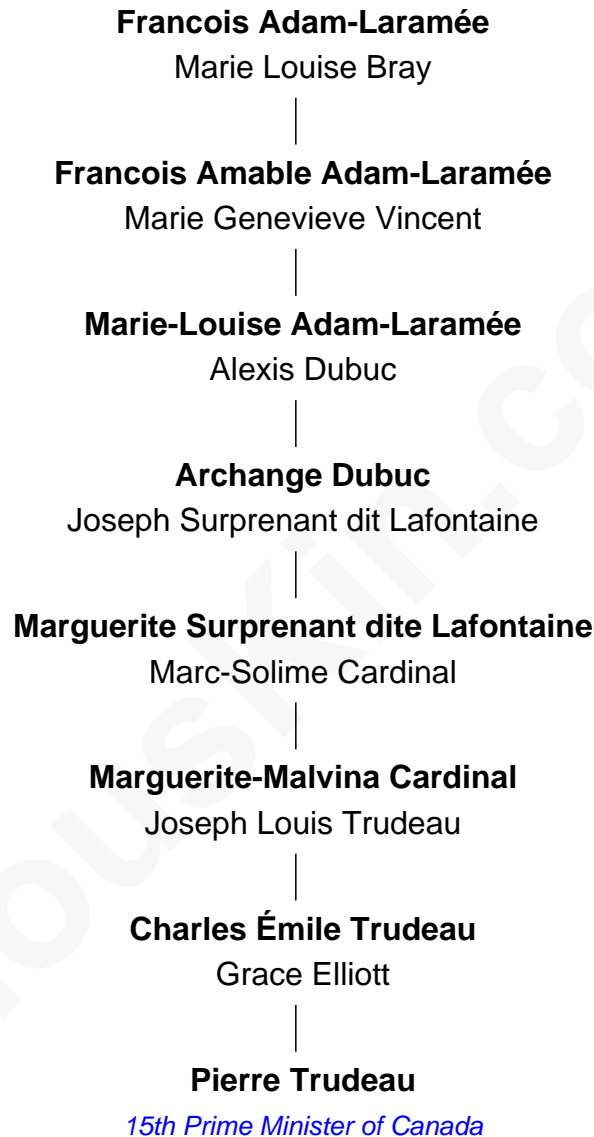 Francois Adam-Laramée
Marie Louise Bray
Francois Amable Adam-Laramée
Marie Genevieve Vincent
Marie-Louise Adam-Laramée
Alexis Dubuc
Archange Dubuc
Joseph Surprenant dit Lafontaine
Marguerite Surprenant dite Lafontaine
Marc-Solime Cardinal
Marguerite-Malvina Cardinal
Joseph Louis Trudeau
Charles Émile Trudeau
Grace Elliott
Pierre Trudeau
15th Prime Minister of Canada